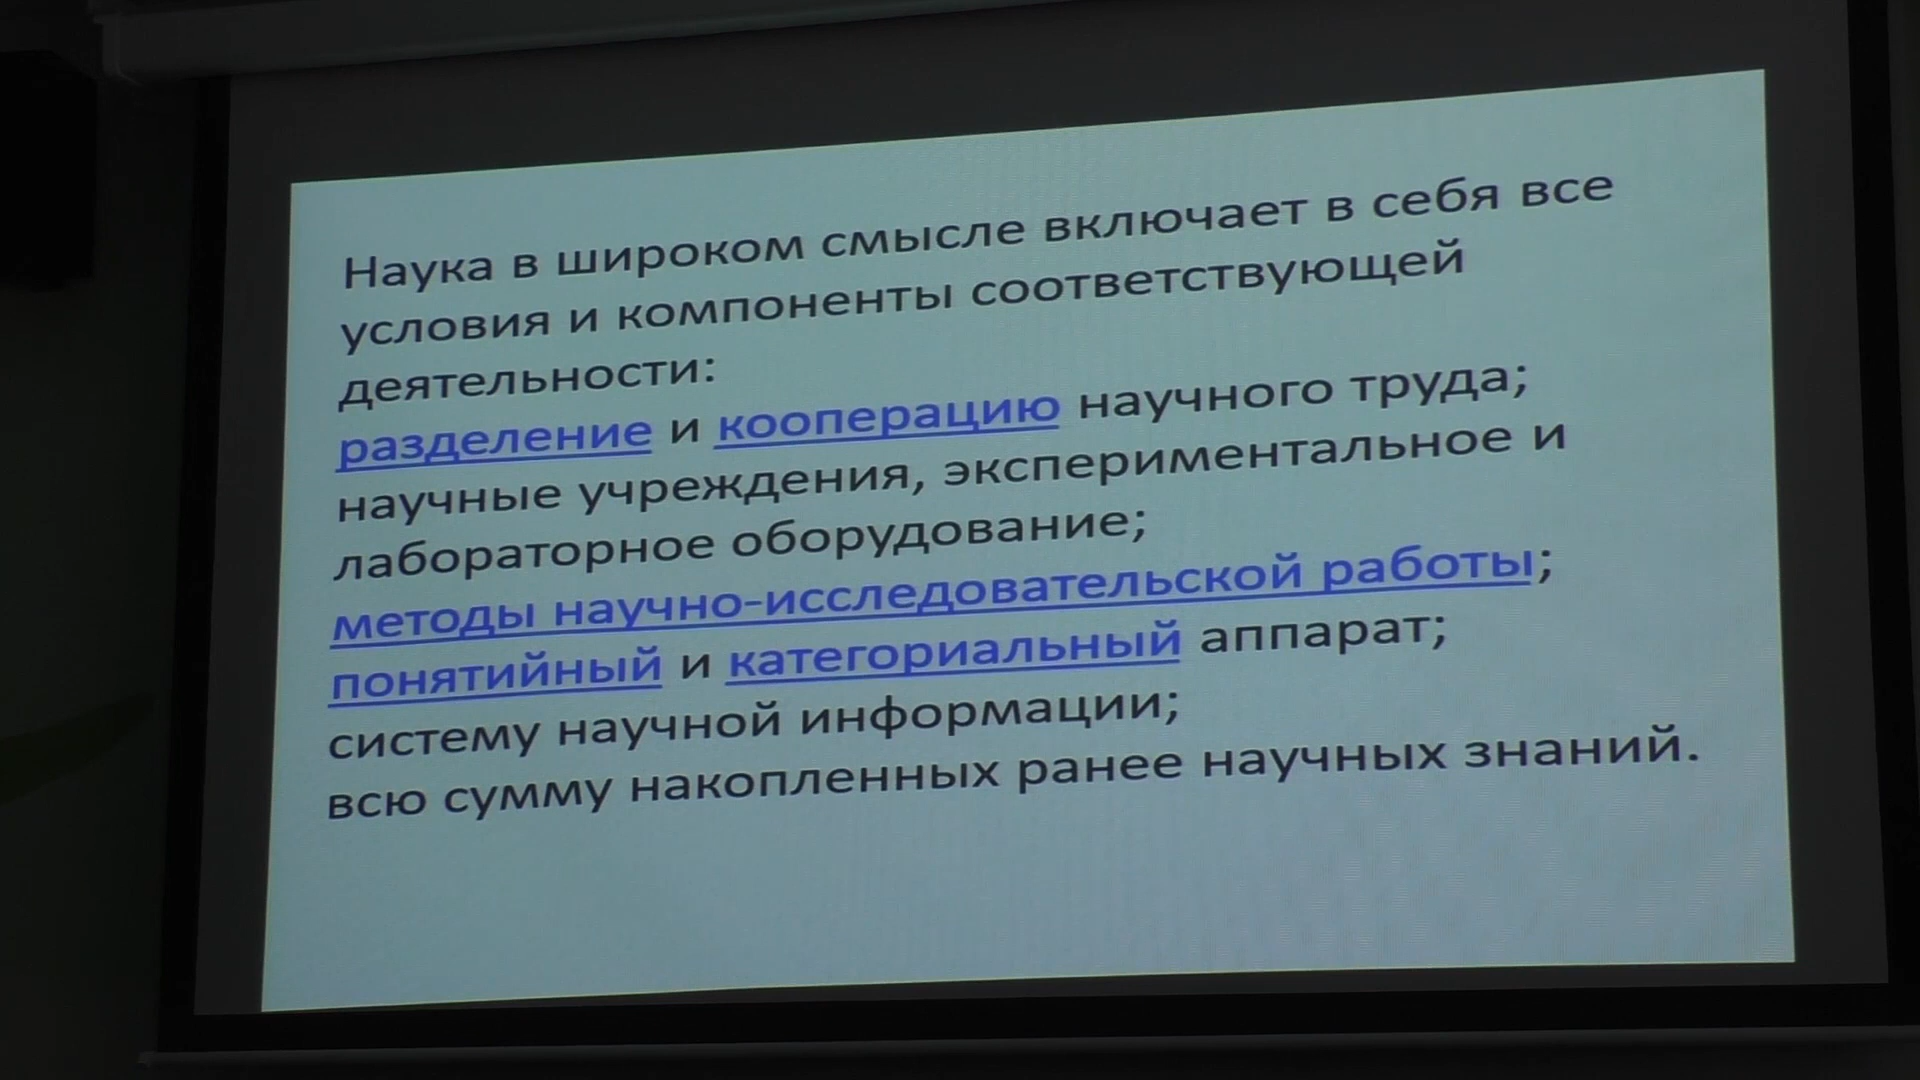 Наука в широком смысле включает в себя все
условия и компоненты соответствующей
деятельности:
разделение и кооперацию научного труда;
научные учреждения, экспериментальное и
лабораторное оборудование;
методы научно-исследовательской работы;
понятийный и категориальный аппарат;
систему научной информации;
всю сумму накопленных ранее научных знаний.